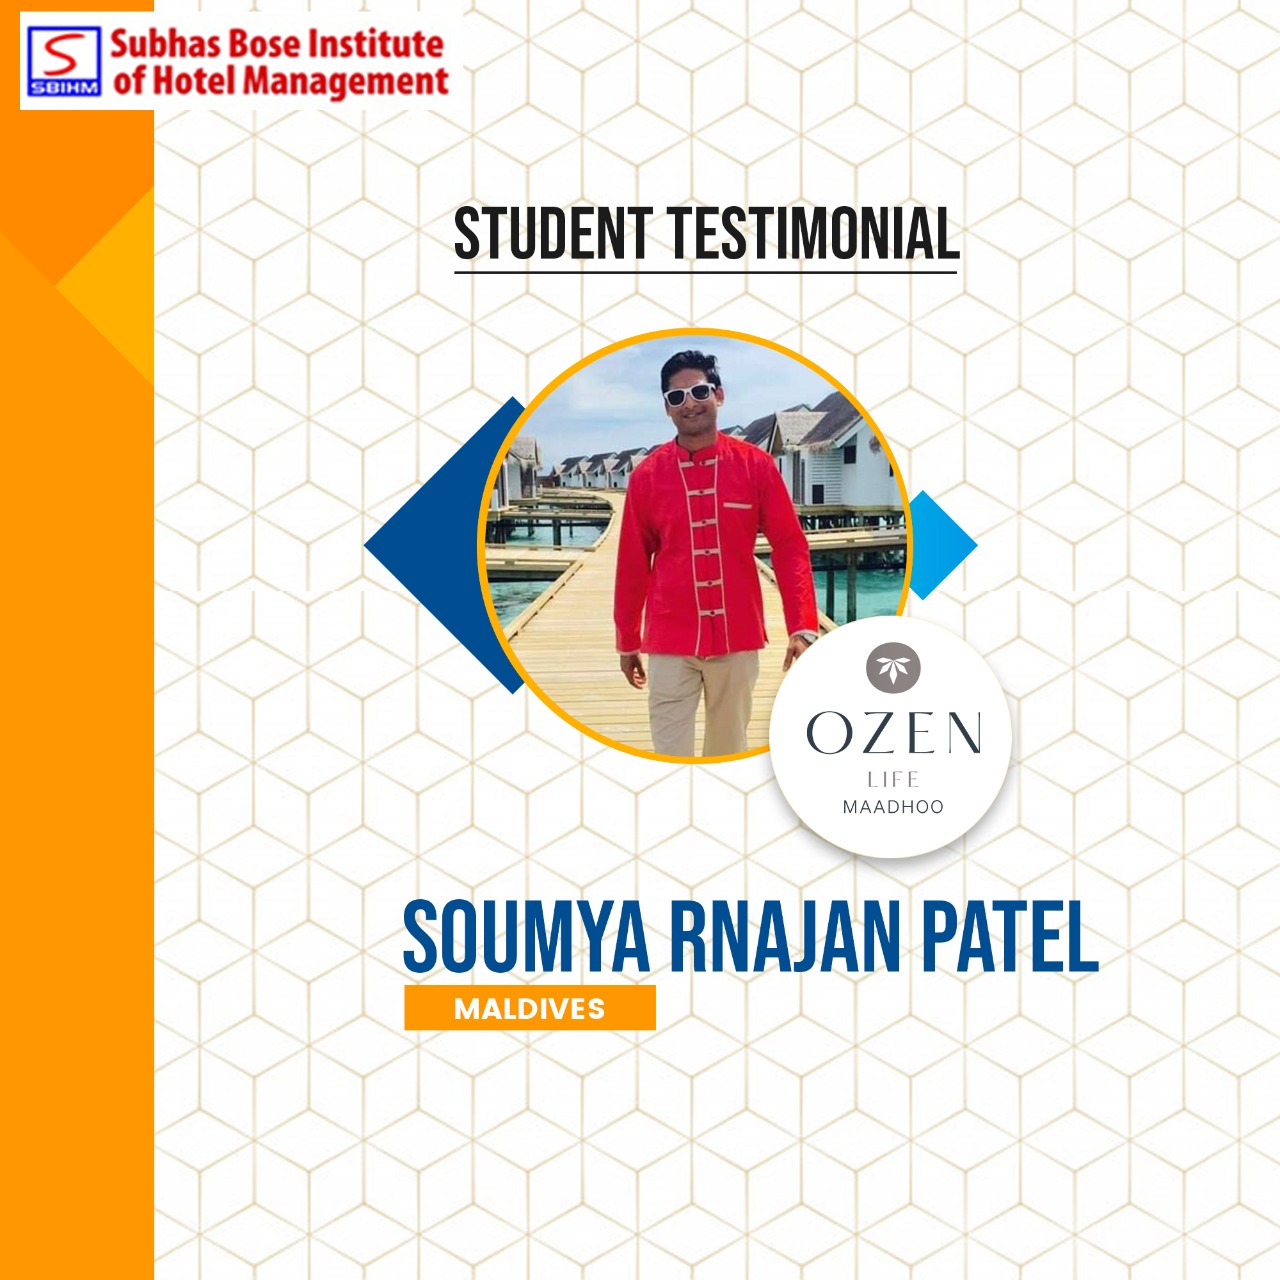 Subhas Bose Institute
of Hotel Management
SBIHM
STUDENT TESTIMONIAL
OZEN
LIFE
MAADHOO
SOUMYA RNAJAN PATEL
MALDIVES